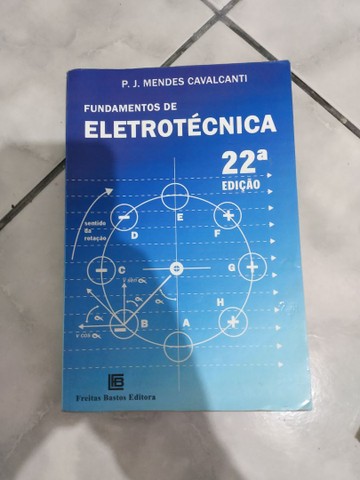 P. J. MENDES CAVALCANTI
FUNDAMENTOS DE
ELETROTÉCNICA
22ª
EDIÇÃO
sentido
da
rotação
E
D
F
C
G
H
B
A
Freitas Bastos Editora